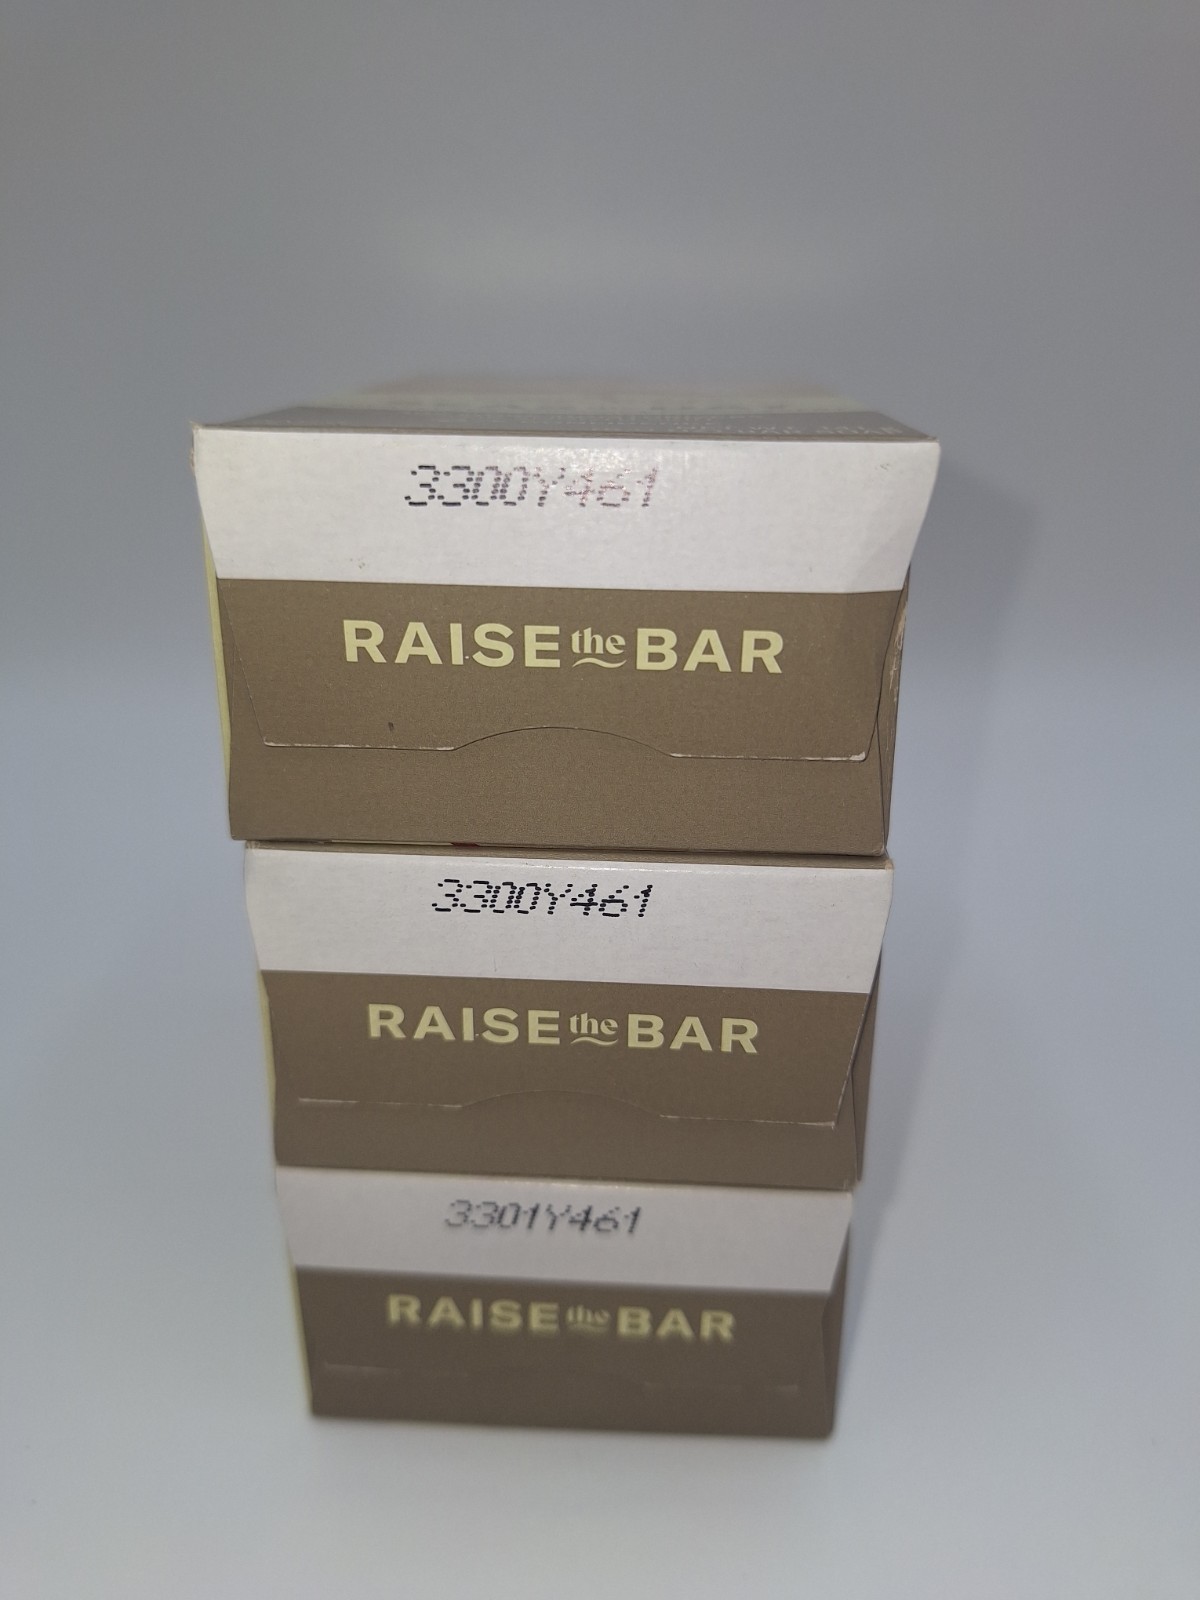 3300Y461
RAISE the BAR
3300Y461
RAISE the BAR
3301Y461
RAISE the BAR